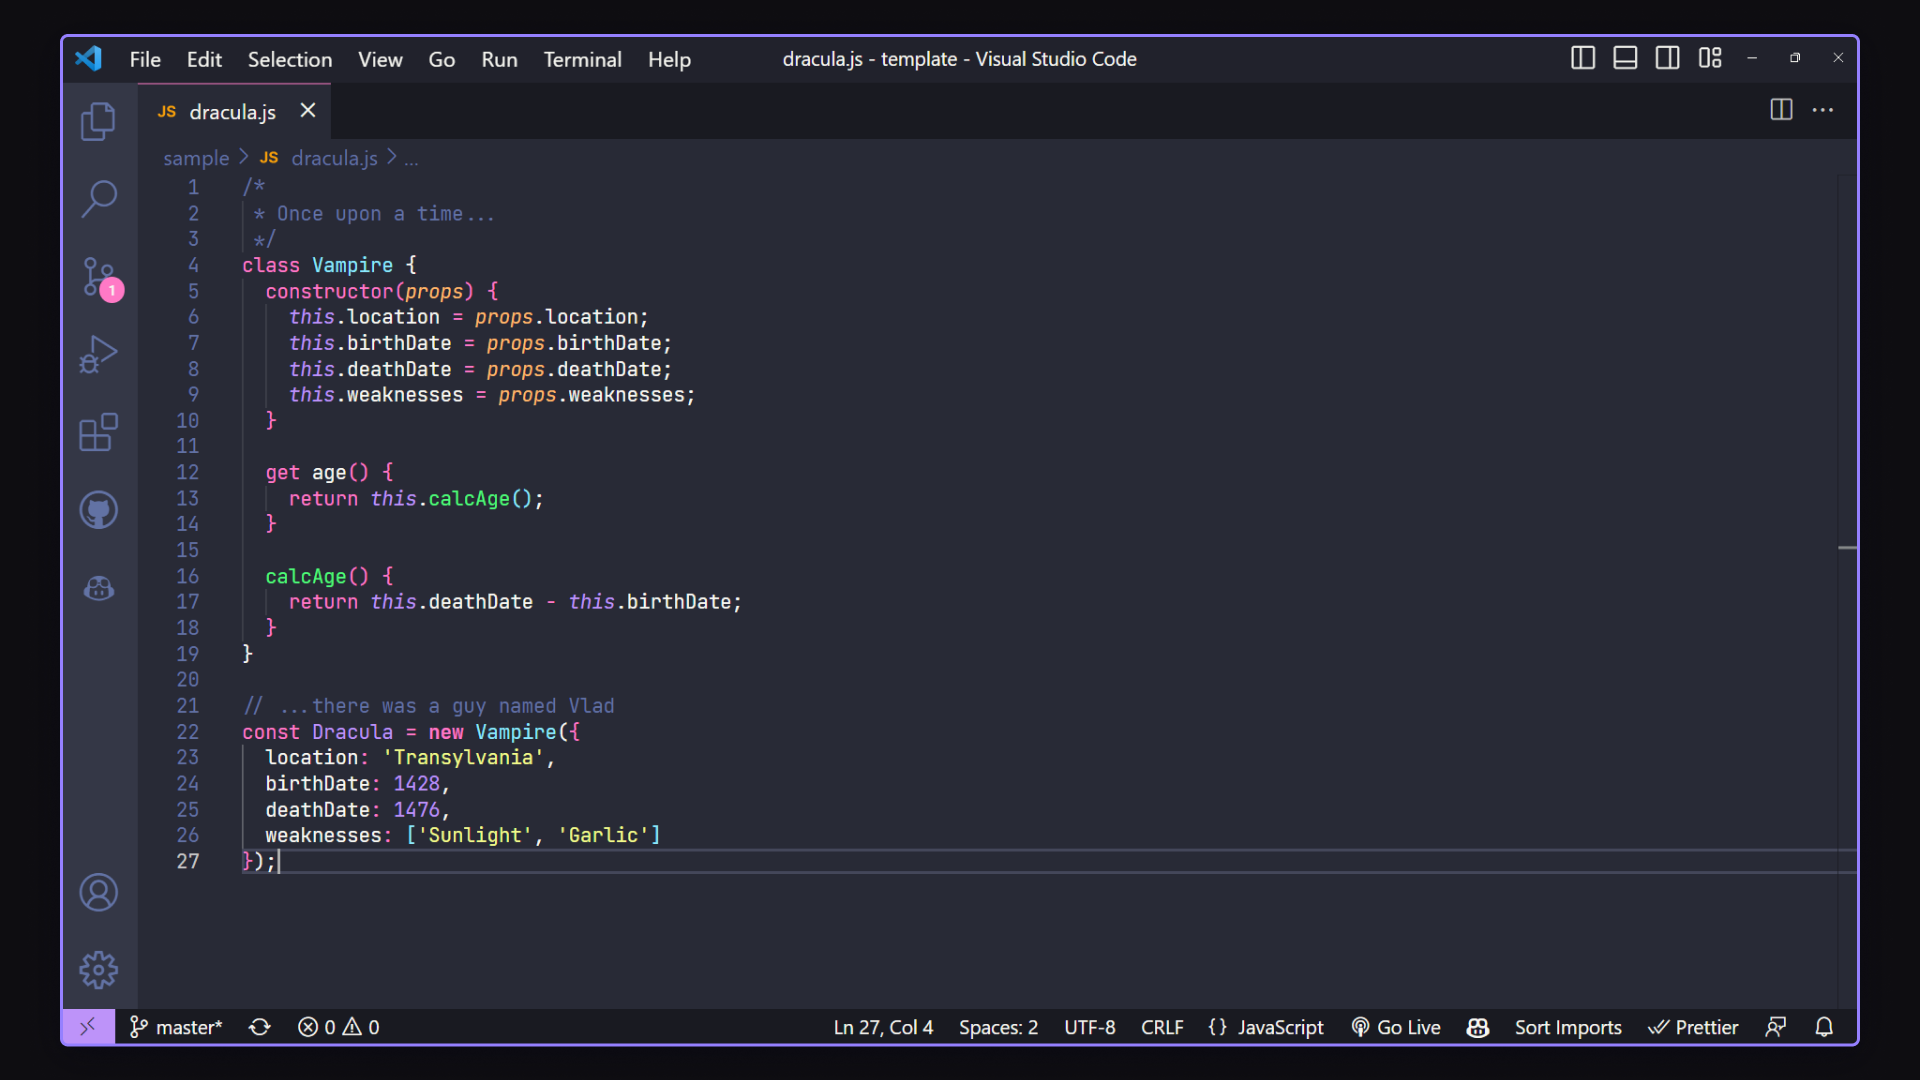 File Edit Selection View Go Run Terminal Help dracula.js - template - Visual Studio Code
JS dracula.js
sample > JS dracula.js > ...
1 /*
2  * Once upon a time...
3  */
4 class Vampire {
5   constructor(props) {
6     this.location = props.location;
7     this.birthDate = props.birthDate;
8     this.deathDate = props.deathDate;
9     this.weaknesses = props.weaknesses;
10   }
11
12   get age() {
13     return this.calcAge();
14   }
15
16   calcAge() {
17     return this.deathDate - this.birthDate;
18   }
19 }
20
21 // ...there was a guy named Vlad
22 const Dracula = new Vampire({
23   location: 'Transylvania',
24   birthDate: 1428,
25   deathDate: 1476,
26   weaknesses: ['Sunlight', 'Garlic']
27 });
1
master* 0 0 Ln 27, Col 4 Spaces: 2 UTF-8 CRLF {} JavaScript Go Live Sort Imports Prettier